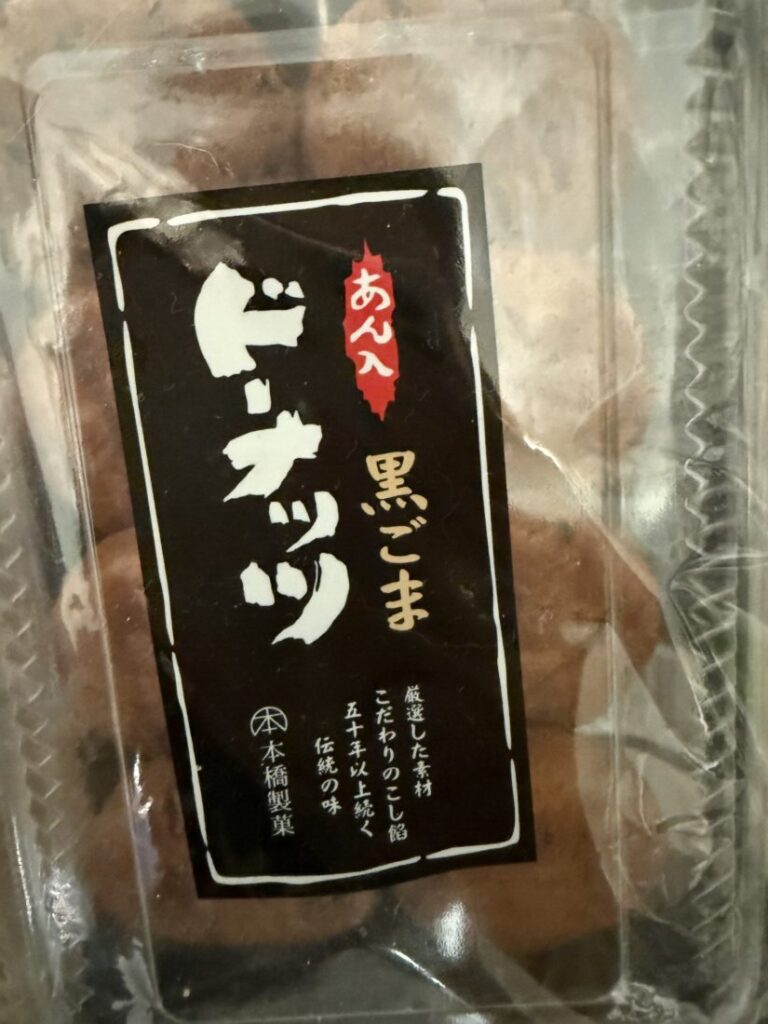 あん入
黒ごま
ドーナッツ
厳選した素材
こだわりのこし餡
五十年以上続く
伝統の味
本
本橋製菓